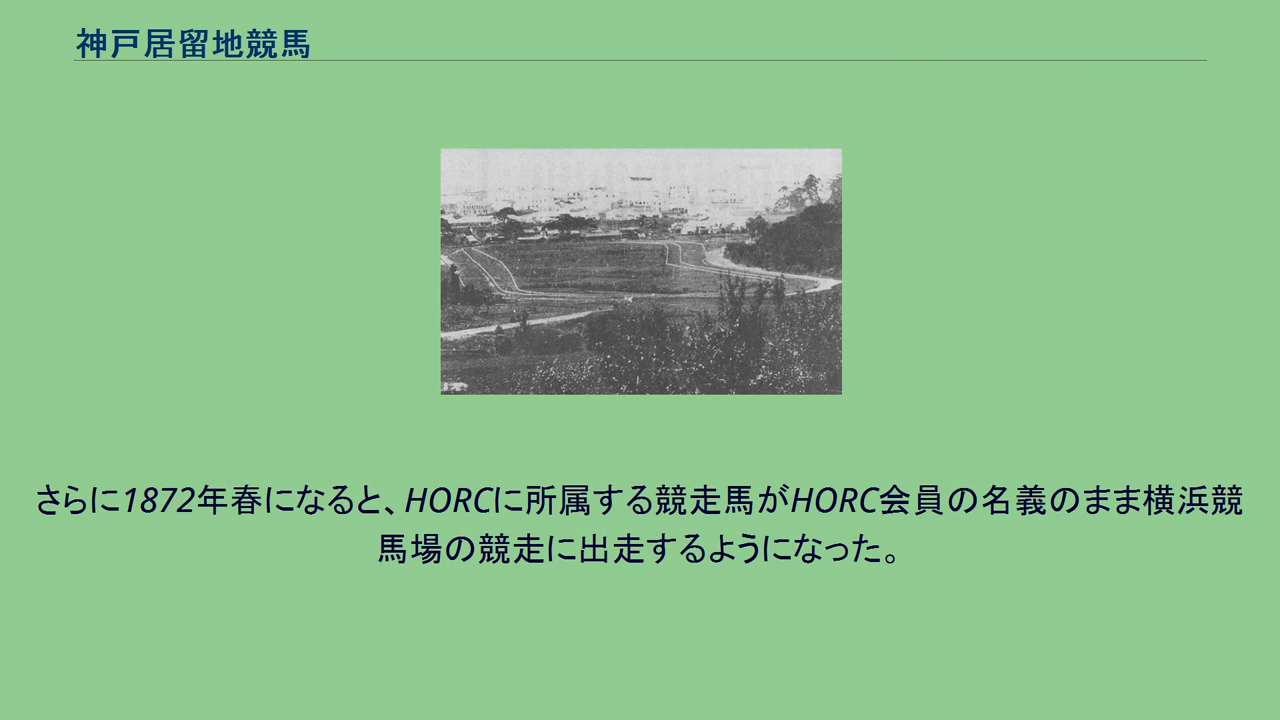 神戸居留地競馬
さらに1872年春になると、HORCに所属する競走馬がHORC会員の名義のまま横浜競
馬場の競走に出走するようになった。